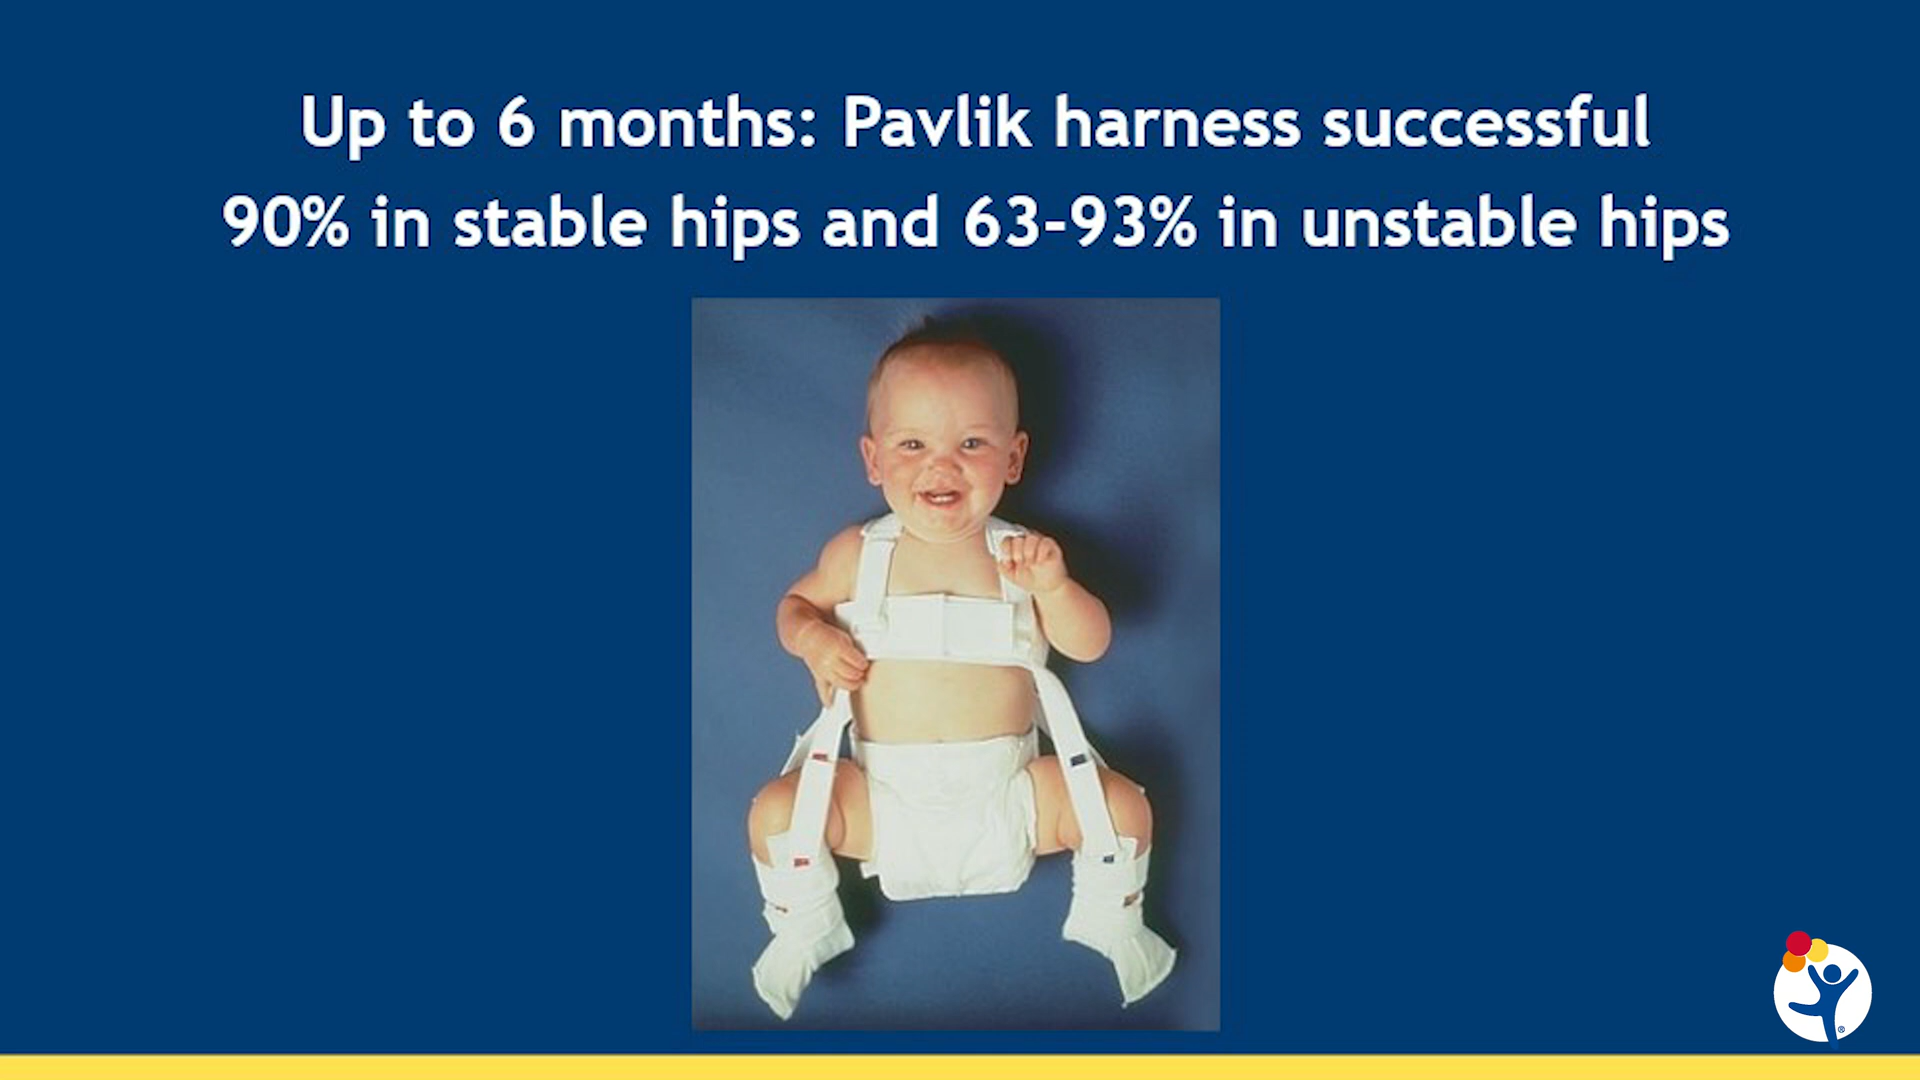 Up to 6 months: Pavlik harness successful
90% in stable hips and 63-93% in unstable hips
®